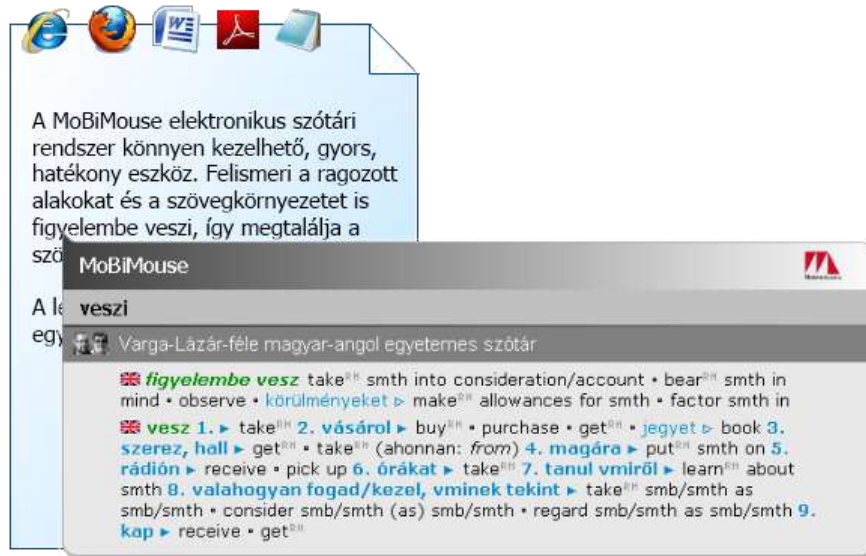 A MoBiMouse elektronikus szótári
rendszer könnyen kezelhető, gyors,
hatékony eszköz. Felismeri a ragozott
alakokat és a szövegkörnyezetet is
figyelembe veszi, így megtalálja a
MoBiMouse
veszi
Varga-Lázár-féle magyar-angol egyetemes szótár
figyelembe vesz take smth into consideration/account • bear smth in
mind • observe • körülményeket ▹ make allowances for smth • factor smth in
vesz 1. ► take 2. vásárol ► buy • purchase • get • jegyet ▹ book 3.
szerez, hall ► get • take (ahonnan: from) 4. magára ► put smth on 5.
rádión ► receive • pick up 6. órákat ► take 7. tanul vmiről ► learn about
smth 8. valahogyan fogad/kezel, vminek tekint ► take smb/smth as
smb/smth • consider smb/smth (as) smb/smth • regard smb/smth as smb/smth 9.
kap ► receive • get